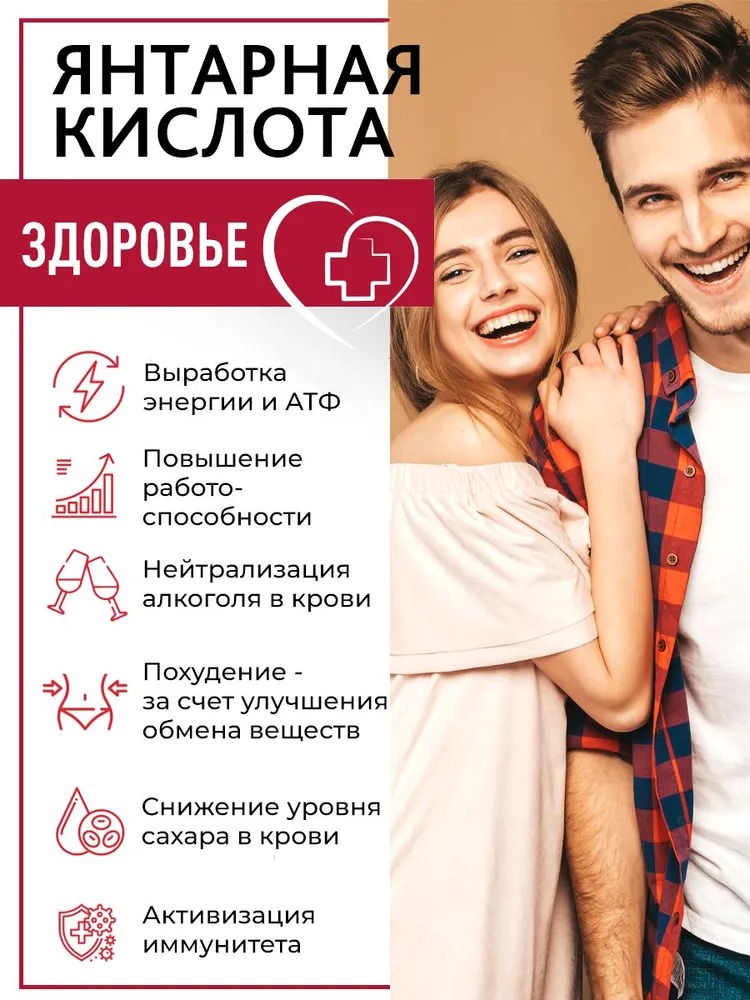 ЯНТАРНАЯ
КИСЛОТА
ЗДОРОВЬЕ
Выработка
энергии и АТФ
Повышение
работо-
способности
Нейтрализация
алкоголя в крови
Похудение -
за счет улучшения
обмена веществ
Снижение уровня
сахара в крови
Активизация
иммунитета